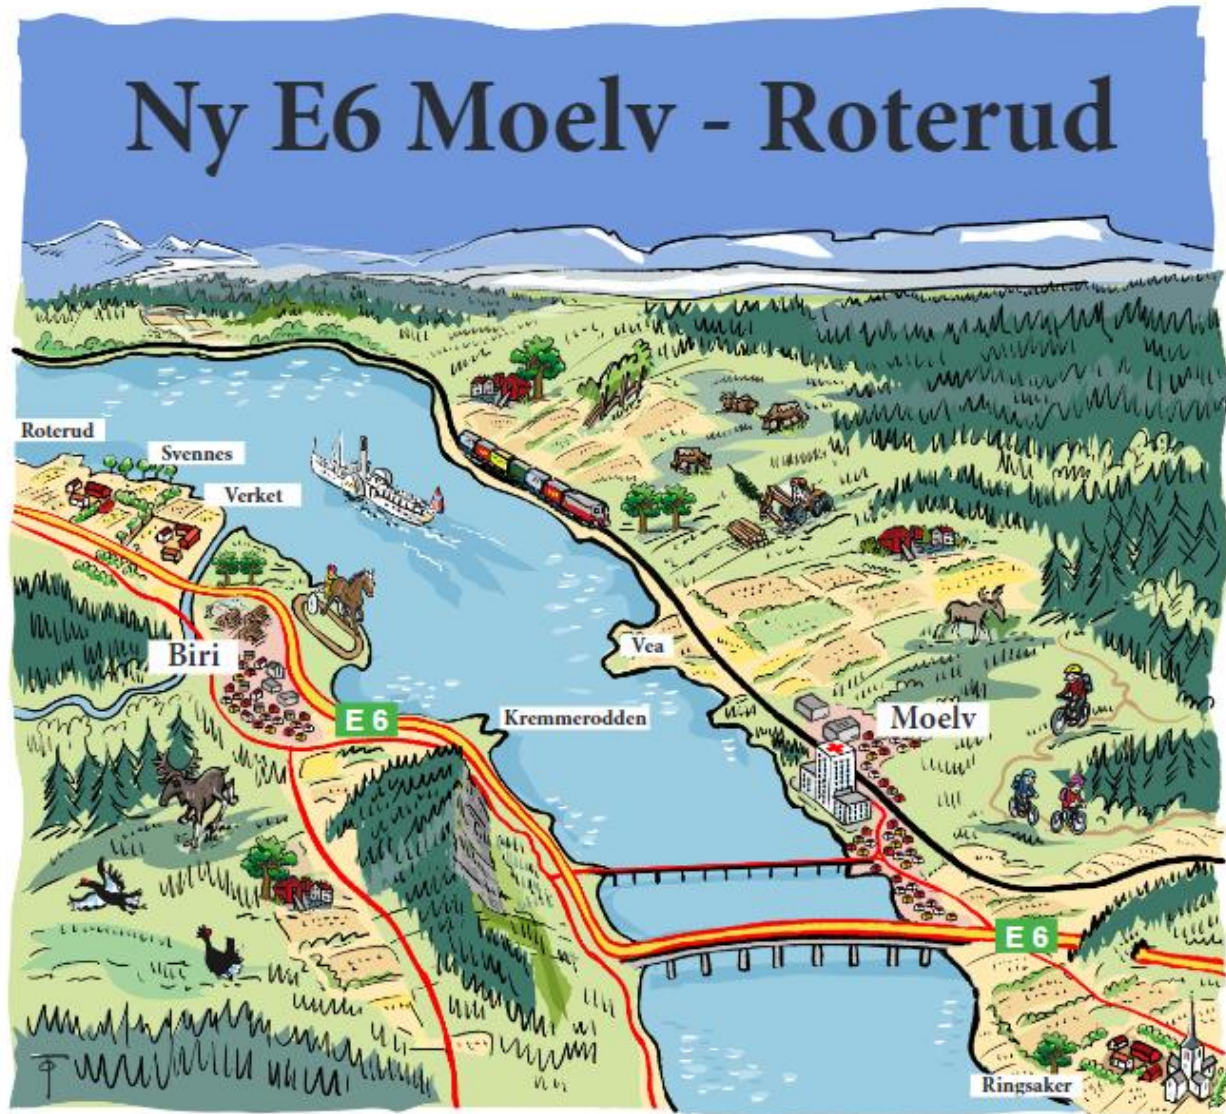 Ny E6 Moelv - Roterud
Roterud
Svennes
Verket
Vea
Biri
E 6
Kremmerodden
Moelv
E 6
Ringsaker